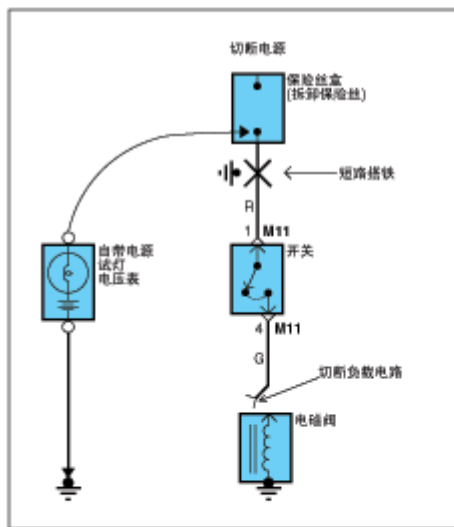 切断电源
保险丝盒
(拆卸保险丝)
短路搭铁
R
1 M11
开关
自带电源
试灯
电压表
4 M11
G
切断负载电路
电磁阀